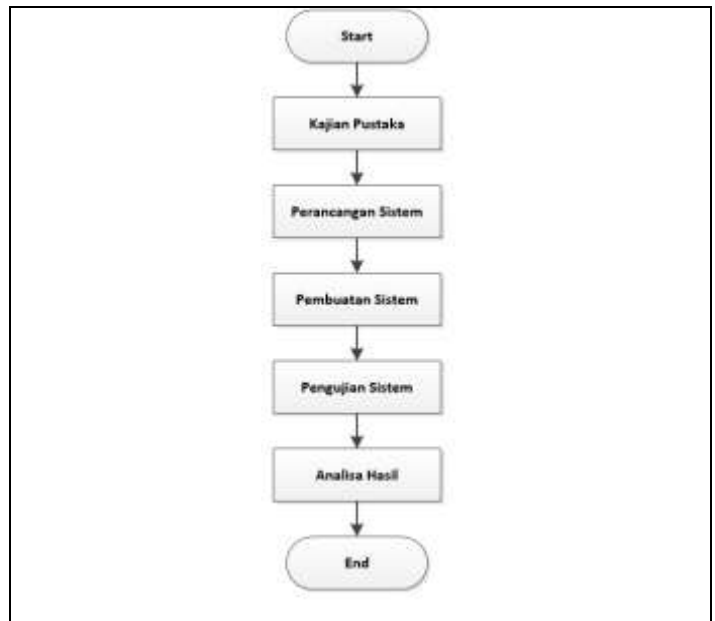 Start
Kajian Pustaka
Perancangan Sistem
Pembuatan Sistem
Pengujian Sistem
Analisa Hasil
End